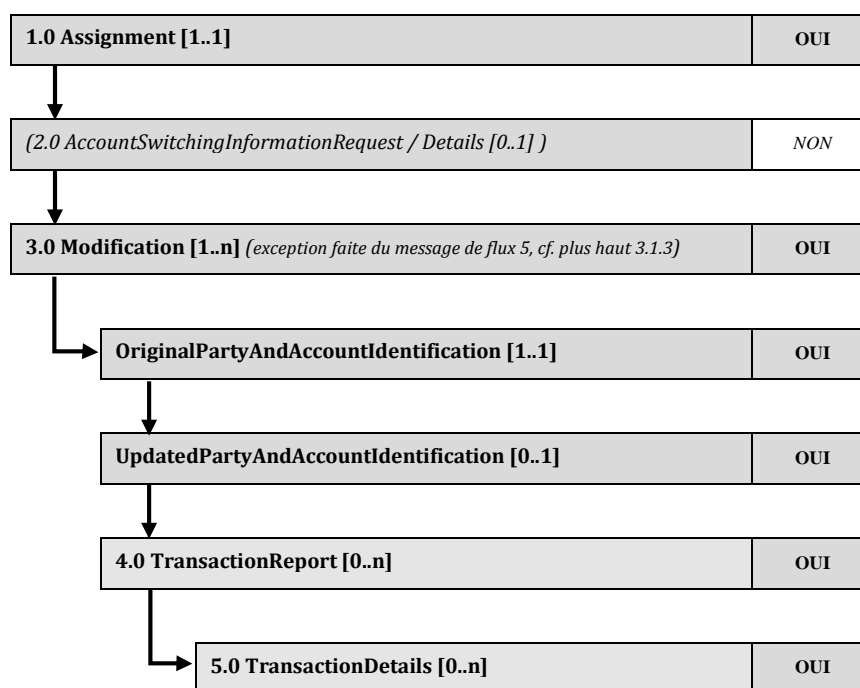 1.0 Assignment [1..1] OUI
(2.0 AccountSwitchingInformationRequest / Details [0..1] ) NON
3.0 Modification [1..n] (exception faite du message de flux 5, cf. plus haut 3.1.3) OUI
OriginalPartyAndAccountIdentification [1..1] OUI
UpdatedPartyAndAccountIdentification [0..1] OUI
4.0 TransactionReport [0..n] OUI
5.0 TransactionDetails [0..n] OUI